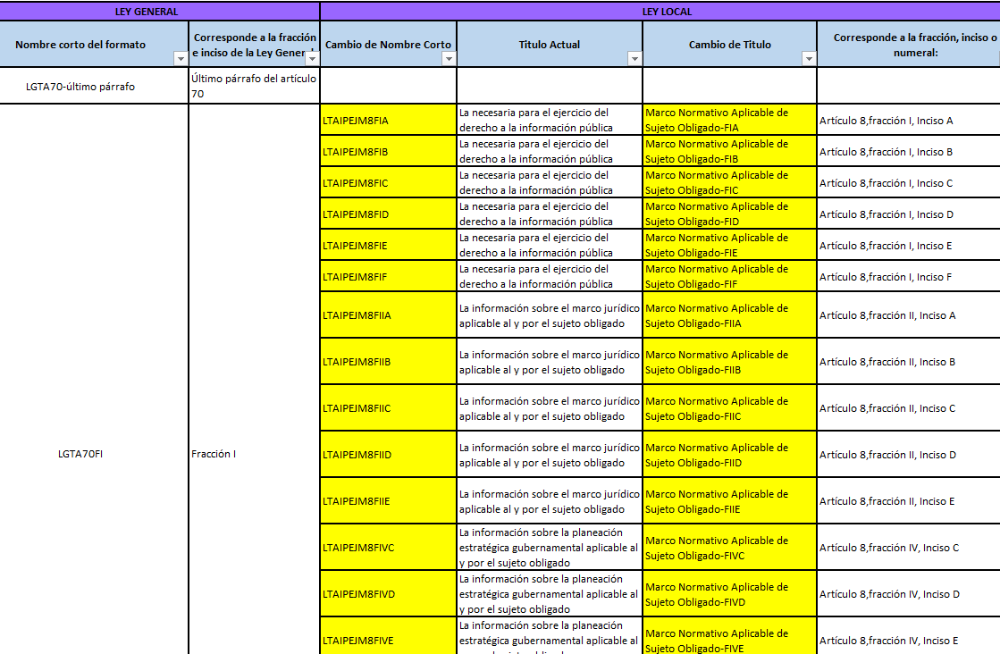 LEY GENERAL
LEY LOCAL
Nombre corto del formato
Corresponde a la fracción
e inciso de la Ley General
Cambio de Nombre Corto
Titulo Actual
Cambio de Titulo
Corresponde a la fracción, inciso o
numeral:
LGTA70-último párrafo
Último párrafo del artículo
70
LGTA70FI
Fracción I
LTAIPEJM8FIA
La necesaria para el ejercicio del
derecho a la información pública
Marco Normativo Aplicable de
Sujeto Obligado-FIA
Artículo 8,fracción I, Inciso A
LTAIPEJM8FIB
La necesaria para el ejercicio del
derecho a la información pública
Marco Normativo Aplicable de
Sujeto Obligado-FIB
Artículo 8,fracción I, Inciso B
LTAIPEJM8FIC
La necesaria para el ejercicio del
derecho a la información pública
Marco Normativo Aplicable de
Sujeto Obligado-FIC
Artículo 8,fracción I, Inciso C
LTAIPEJM8FID
La necesaria para el ejercicio del
derecho a la información pública
Marco Normativo Aplicable de
Sujeto Obligado-FID
Artículo 8,fracción I, Inciso D
LTAIPEJM8FIE
La necesaria para el ejercicio del
derecho a la información pública
Marco Normativo Aplicable de
Sujeto Obligado-FIE
Artículo 8,fracción I, Inciso E
LTAIPEJM8FIF
La necesaria para el ejercicio del
derecho a la información pública
Marco Normativo Aplicable de
Sujeto Obligado-FIF
Artículo 8,fracción I, Inciso F
LTAIPEJM8FIIA
La información sobre el marco jurídico
aplicable al y por el sujeto obligado
Marco Normativo Aplicable de
Sujeto Obligado-FIIA
Artículo 8,fracción II, Inciso A
LTAIPEJM8FIIB
La información sobre el marco jurídico
aplicable al y por el sujeto obligado
Marco Normativo Aplicable de
Sujeto Obligado-FIIB
Artículo 8,fracción II, Inciso B
LTAIPEJM8FIIC
La información sobre el marco jurídico
aplicable al y por el sujeto obligado
Marco Normativo Aplicable de
Sujeto Obligado-FIIC
Artículo 8,fracción II, Inciso C
LTAIPEJM8FIID
La información sobre el marco jurídico
aplicable al y por el sujeto obligado
Marco Normativo Aplicable de
Sujeto Obligado-FIID
Artículo 8,fracción II, Inciso D
LTAIPEJM8FIIE
La información sobre el marco jurídico
aplicable al y por el sujeto obligado
Marco Normativo Aplicable de
Sujeto Obligado-FIIE
Artículo 8,fracción II, Inciso E
LTAIPEJM8FIVC
La información sobre la planeación
estratégica gubernamental aplicable al
y por el sujeto obligado
Marco Normativo Aplicable de
Sujeto Obligado-FIVC
Artículo 8,fracción IV, Inciso C
LTAIPEJM8FIVD
La información sobre la planeación
estratégica gubernamental aplicable al
y por el sujeto obligado
Marco Normativo Aplicable de
Sujeto Obligado-FIVD
Artículo 8,fracción IV, Inciso D
LTAIPEJM8FIVE
La información sobre la planeación
estratégica gubernamental aplicable al
Marco Normativo Aplicable de
Sujeto Obligado-FIVE
Artículo 8,fracción IV, Inciso E